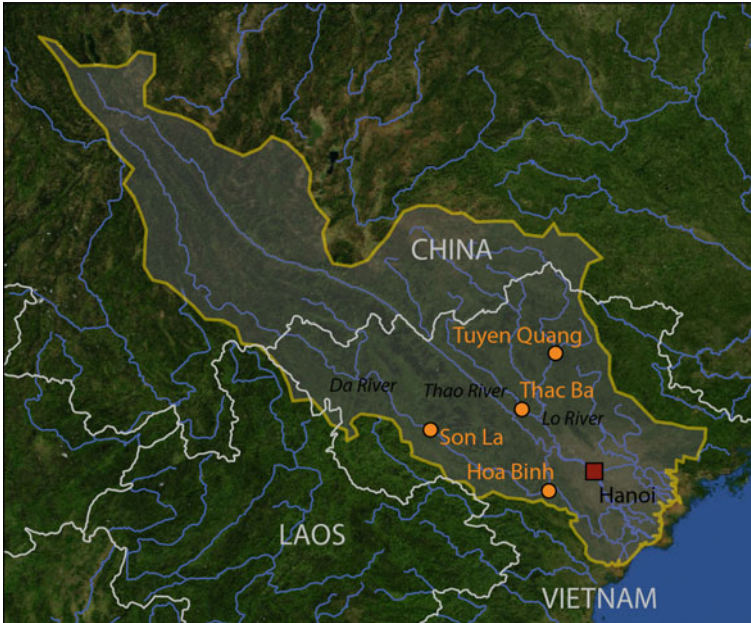 CHINA
Tuyen Quang
Da River
Thao River
Thac Ba
Lo River
Son La
Hoa Binh
Hanoi
LAOS
VIETNAM